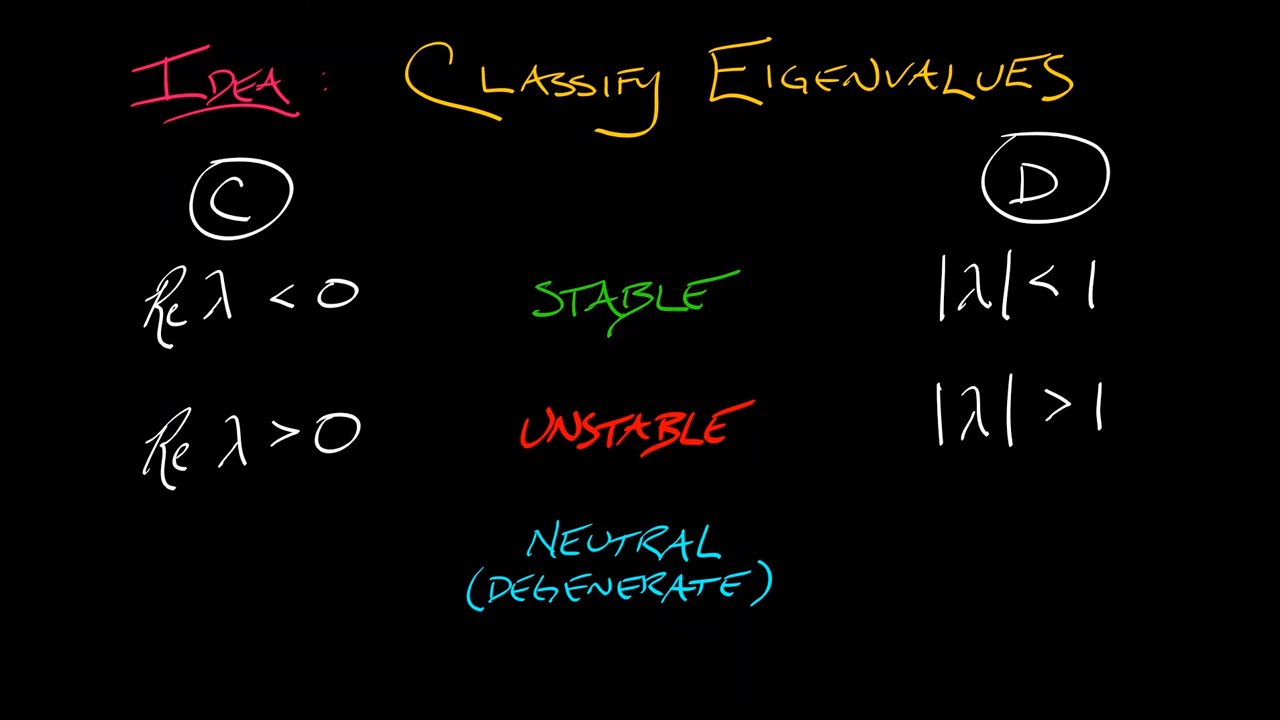 IDEA: CLASSIFY EIGENVALUES
C D
Re λ < 0 STABLE |λ| < 1
Re λ > 0 UNSTABLE |λ| > 1
NEUTRAL
(DEGENERATE)